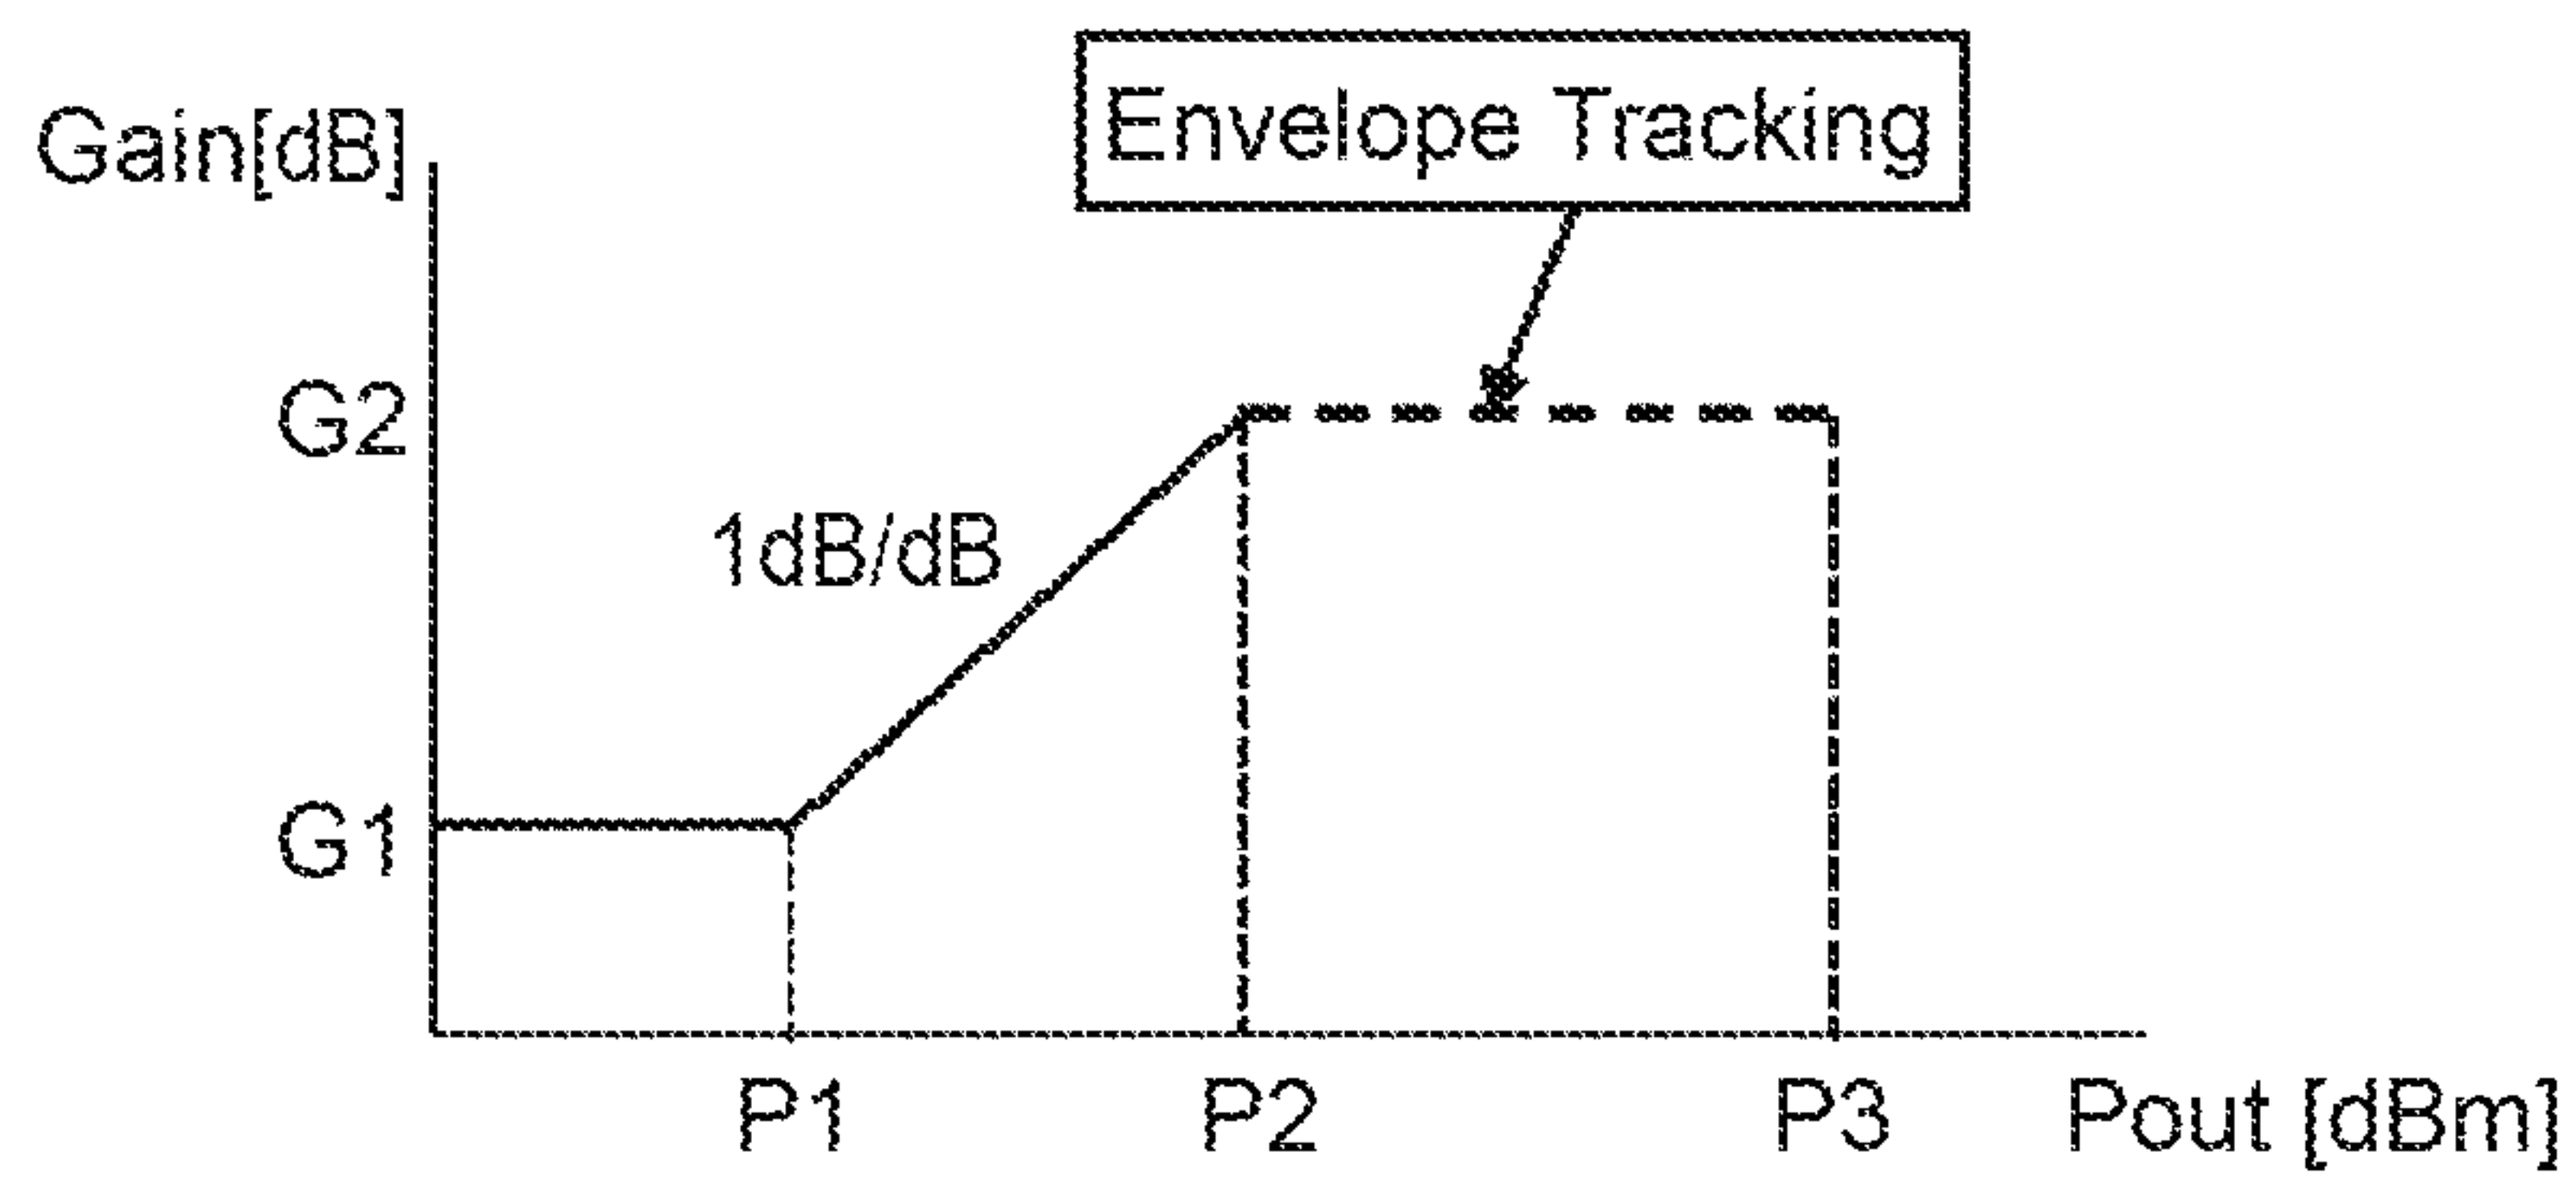 Envelope Tracking
Gain[dB]
G2
1dB/dB
G1
P1 P2 P3 Pout [dBm]